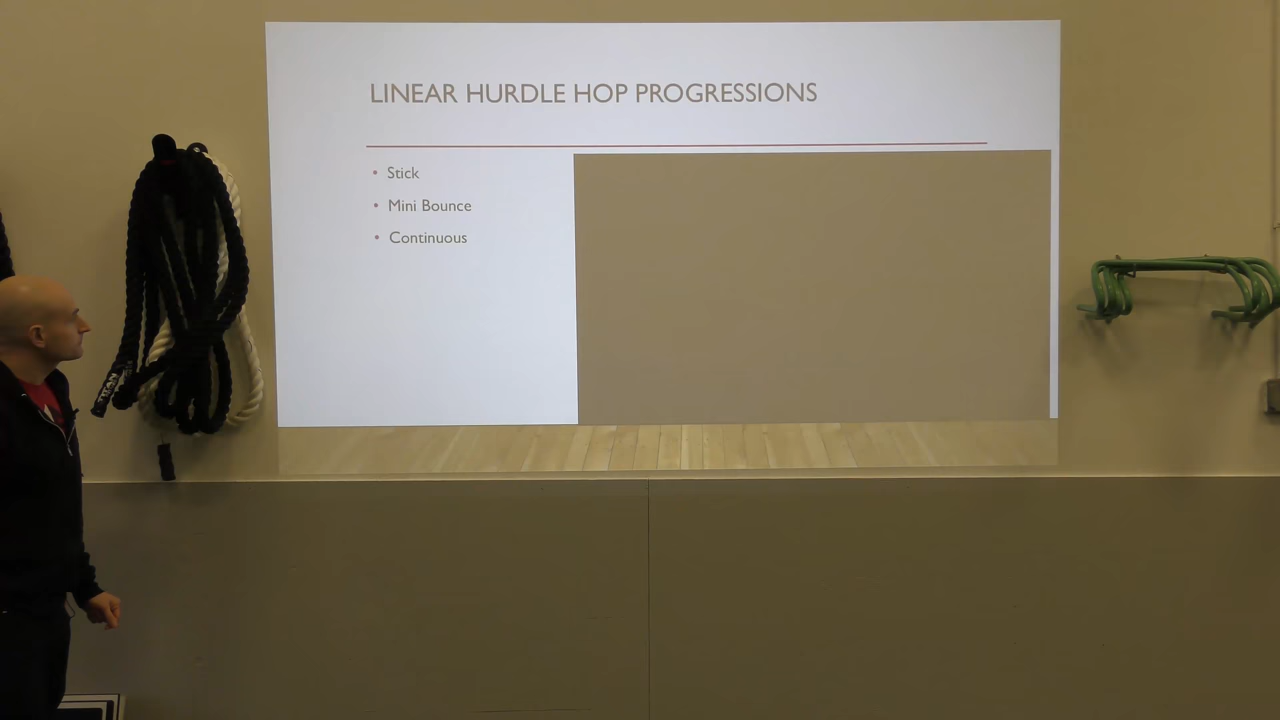 LINEAR HURDLE HOP PROGRESSIONS
• Stick
• Mini Bounce
• Continuous